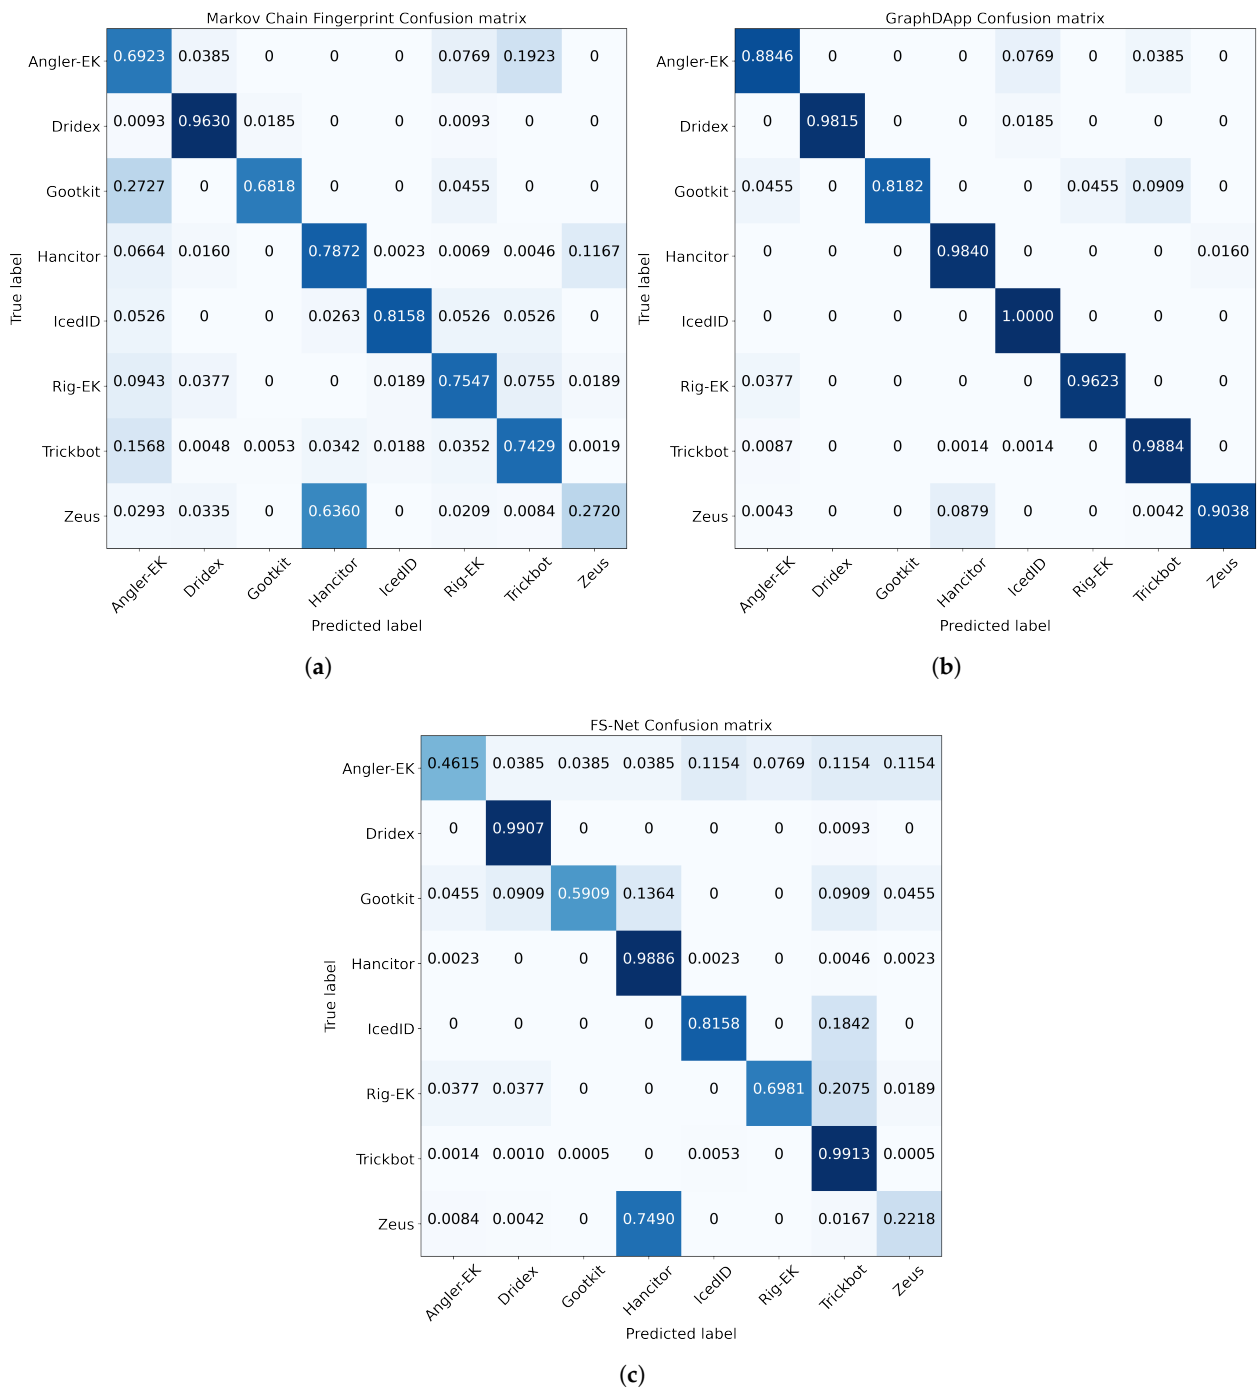 Markov Chain Fingerprint Confusion matrix
Angler-EK 0.6923 0.0385 0 0 0 0.0769 0.1923 0
Dridex 0.0093 0.9630 0.0185 0 0 0.0093 0 0
Gootkit 0.2727 0 0.6818 0 0 0.0455 0 0
Hancitor 0.0664 0.0160 0 0.7872 0.0023 0.0069 0.0046 0.1167
IcedID 0.0526 0 0 0.0263 0.8158 0.0526 0.0526 0
Rig-EK 0.0943 0.0377 0 0 0.0189 0.7547 0.0755 0.0189
Trickbot 0.1568 0.0048 0.0053 0.0342 0.0188 0.0352 0.7429 0.0019
Zeus 0.0293 0.0335 0 0.6360 0 0.0209 0.0084 0.2720
True label
Angler-EK Dridex Gootkit Hancitor IcedID Rig-EK Trickbot Zeus
Predicted label
(a)
GraphDApp Confusion matrix
Angler-EK 0.8846 0 0 0 0.0769 0 0.0385 0
Dridex 0 0.9815 0 0 0.0185 0 0 0
Gootkit 0.0455 0 0.8182 0 0 0.0455 0.0909 0
Hancitor 0 0 0 0.9840 0 0 0 0.0160
IcedID 0 0 0 0 1.0000 0 0 0
Rig-EK 0.0377 0 0 0 0 0.9623 0 0
Trickbot 0.0087 0 0 0.0014 0.0014 0 0.9884 0
Zeus 0.0043 0 0 0.0879 0 0 0.0042 0.9038
True label
Angler-EK Dridex Gootkit Hancitor IcedID Rig-EK Trickbot Zeus
Predicted label
(b)
FS-Net Confusion matrix
Angler-EK 0.4615 0.0385 0.0385 0.0385 0.1154 0.0769 0.1154 0.1154
Dridex 0 0.9907 0 0 0 0 0.0093 0
Gootkit 0.0455 0.0909 0.5909 0.1364 0 0 0.0909 0.0455
Hancitor 0.0023 0 0 0.9886 0.0023 0 0.0046 0.0023
IcedID 0 0 0 0 0.8158 0 0.1842 0
Rig-EK 0.0377 0.0377 0 0 0 0.6981 0.2075 0.0189
Trickbot 0.0014 0.0010 0.0005 0 0.0053 0 0.9913 0.0005
Zeus 0.0084 0.0042 0 0.7490 0 0 0.0167 0.2218
True label
Angler-EK Dridex Gootkit Hancitor IcedID Rig-EK Trickbot Zeus
Predicted label
(c)